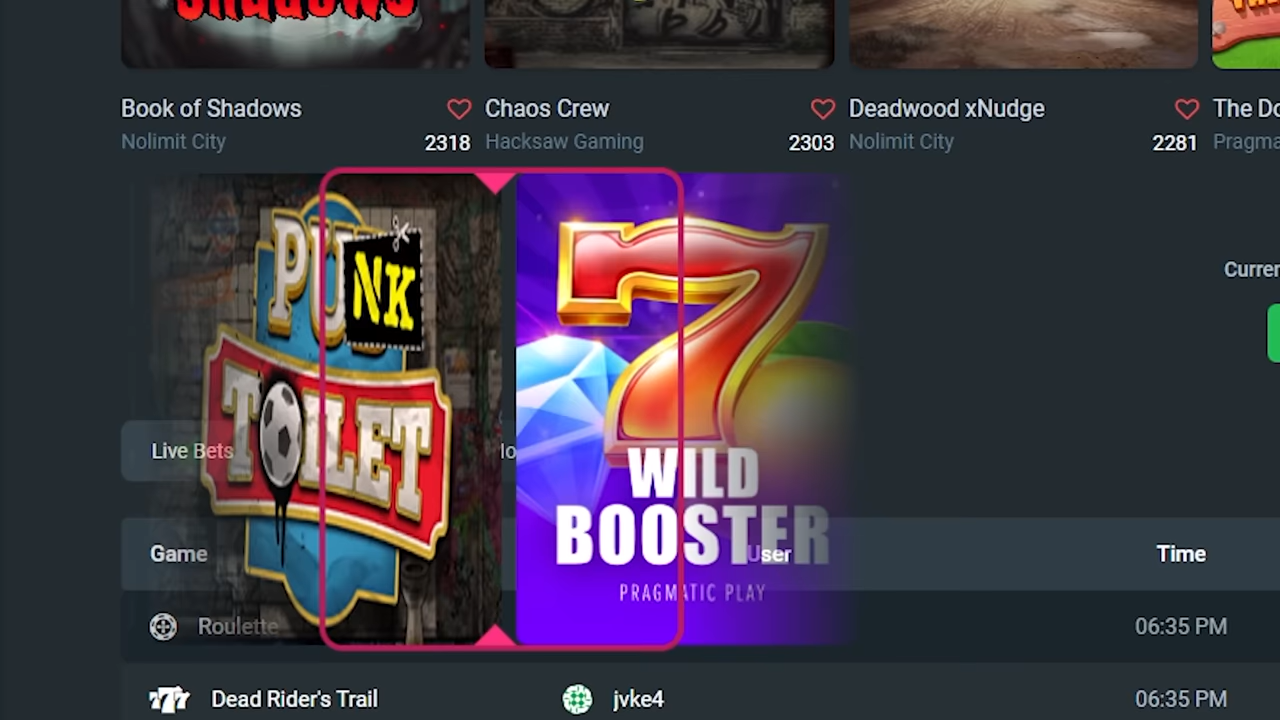 Shadows
Book of Shadows
Nolimit City
2318
Chaos Crew
Hacksaw Gaming
2303
Deadwood xNudge
Nolimit City
2281
The Do
Pragma
PUNK
TOILET
7
WILD
BOOSTER
PRAGMATIC PLAY
Curren
Live Bets
Game
User
Time
Roulette
06:35 PM
777
Dead Rider's Trail
jvke4
06:35 PM